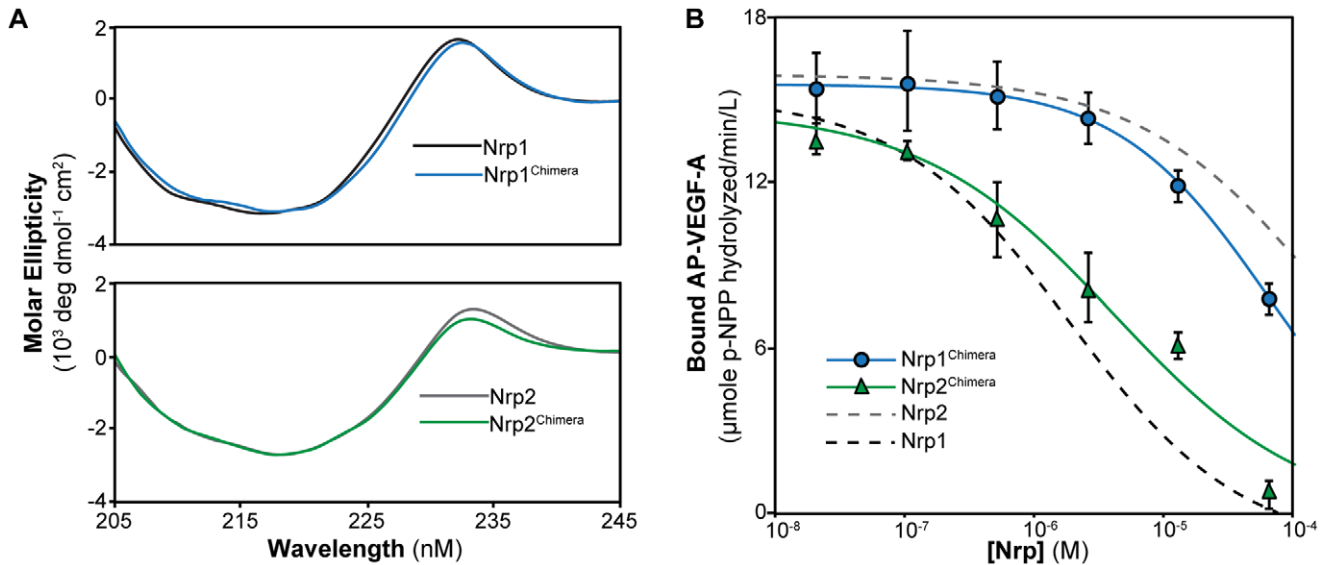 A
Molar Ellipticity
(10³ deg dmol⁻¹ cm²)
2
0
-2
-4
Nrp1
Nrp1Chimera
2
0
-2
-4
Nrp2
Nrp2Chimera
205
215
225
235
245
Wavelength (nM)
B
Bound AP-VEGF-A
(µmole p-NPP hydrolyzed/min/L)
18
12
6
0
Nrp1Chimera
Nrp2Chimera
Nrp2
Nrp1
10⁻⁸
10⁻⁷
10⁻⁶
10⁻⁵
10⁻⁴
[Nrp] (M)